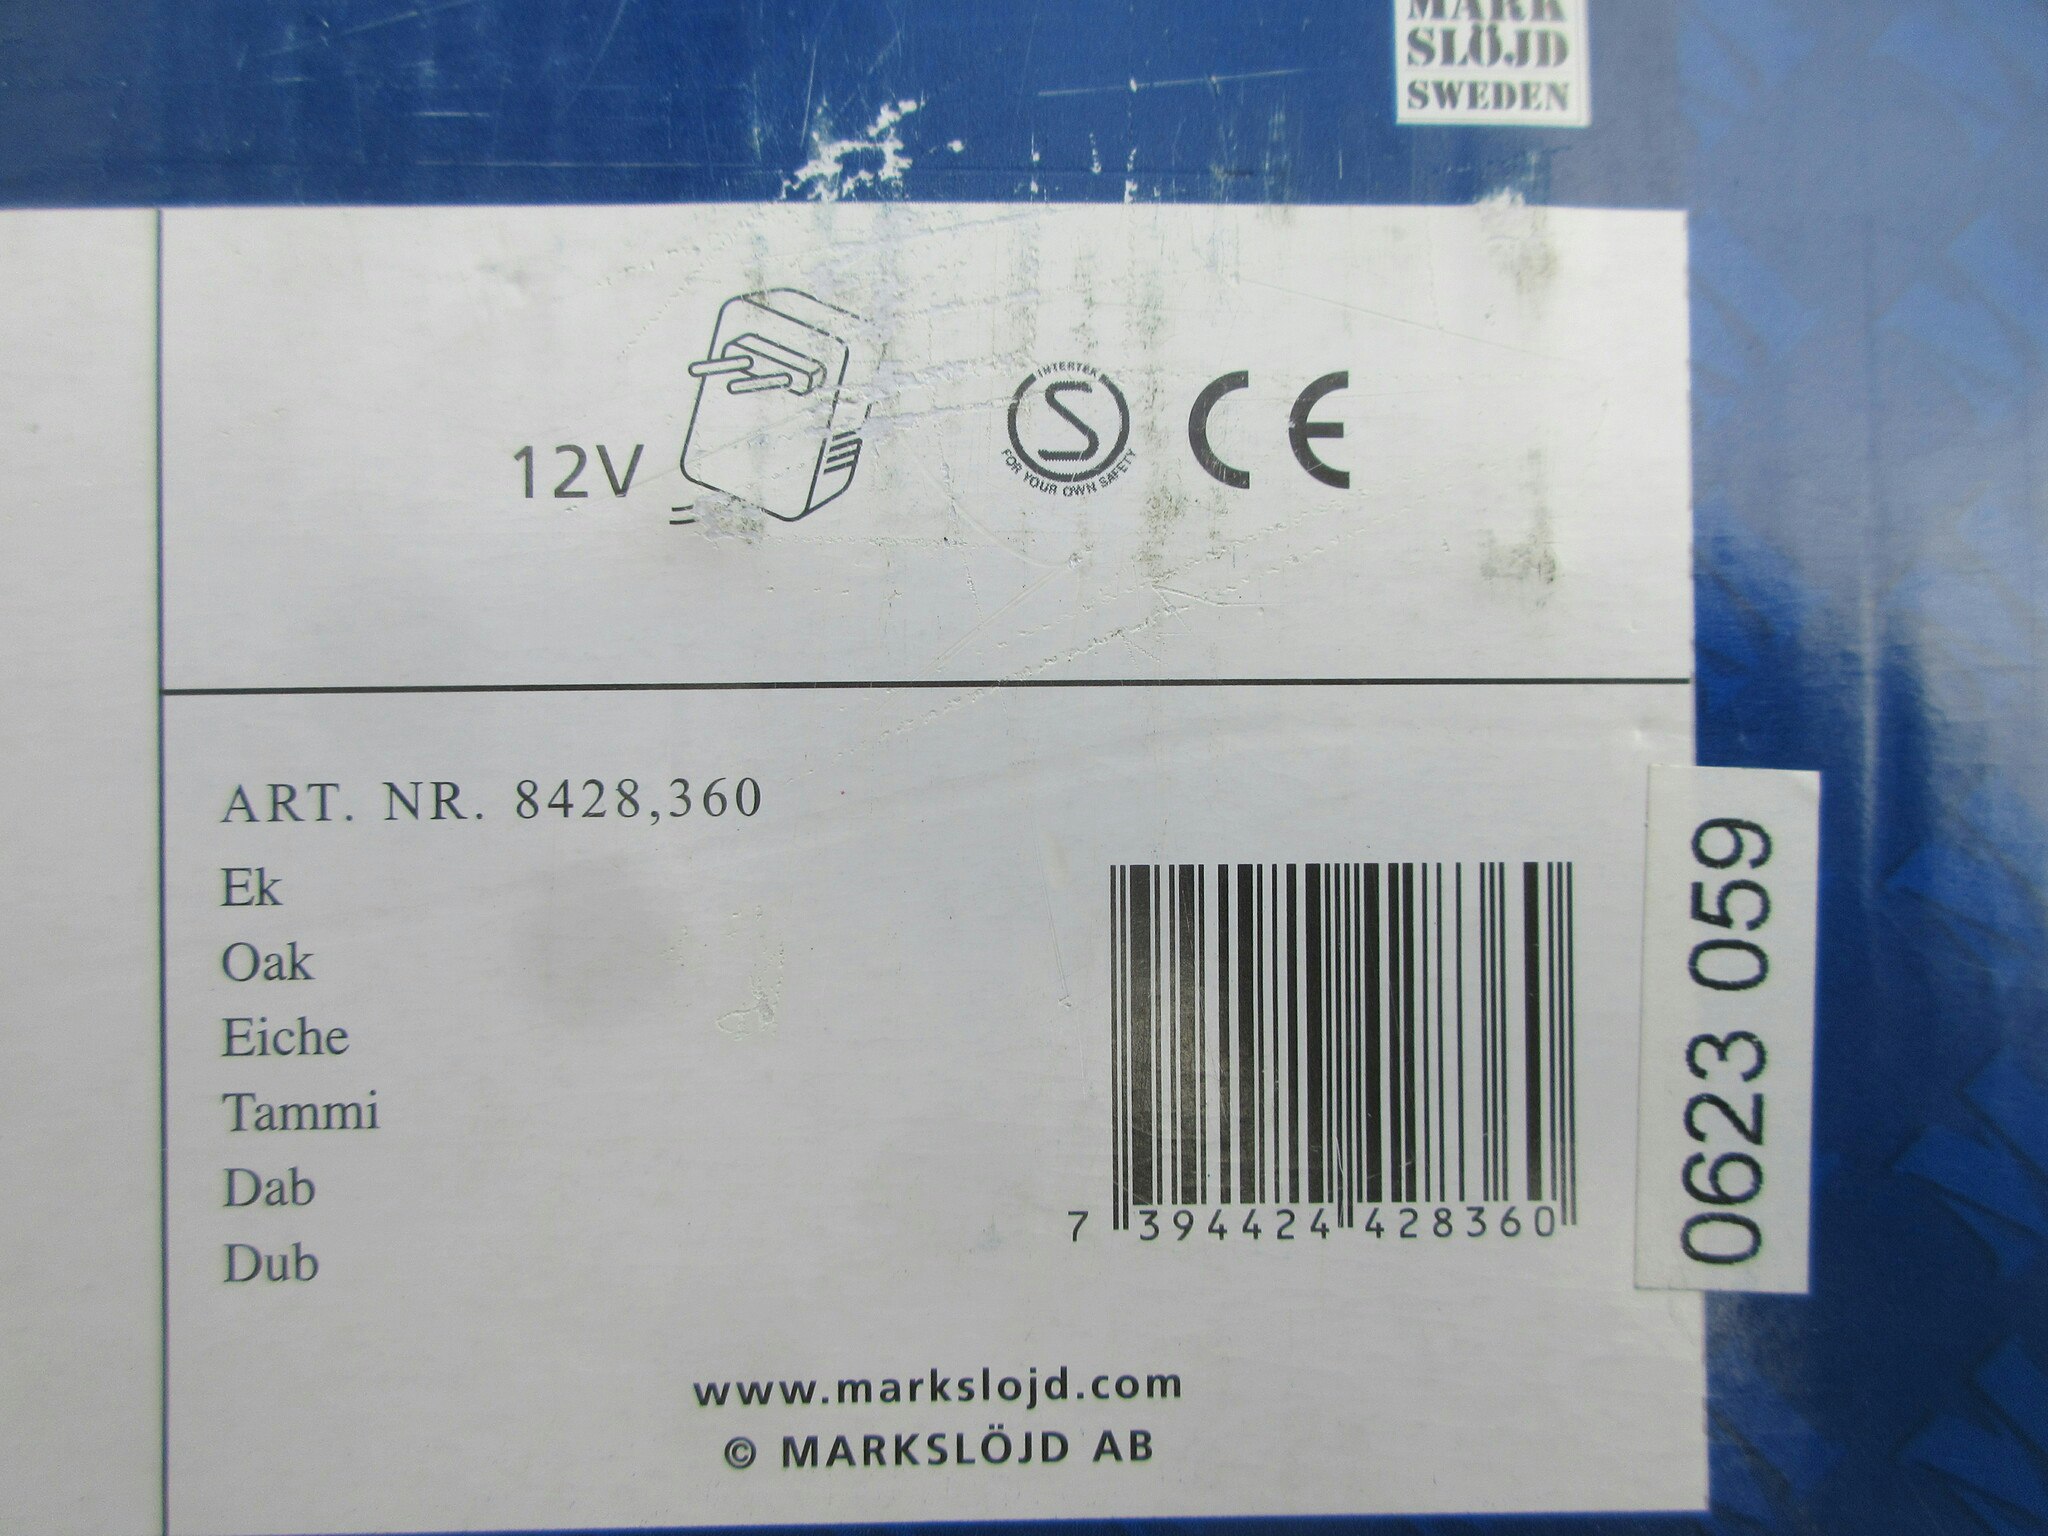 MARK
SLÖJD
SWEDEN
12V
INTERTEK
S
FOR YOUR OWN SAFETY
CE
ART. NR. 8428,360
Ek
Oak
Eiche
Tammi
Dab
Dub
7 394424 428360
0623 059
www.markslojd.com
© MARKSLÖJD AB